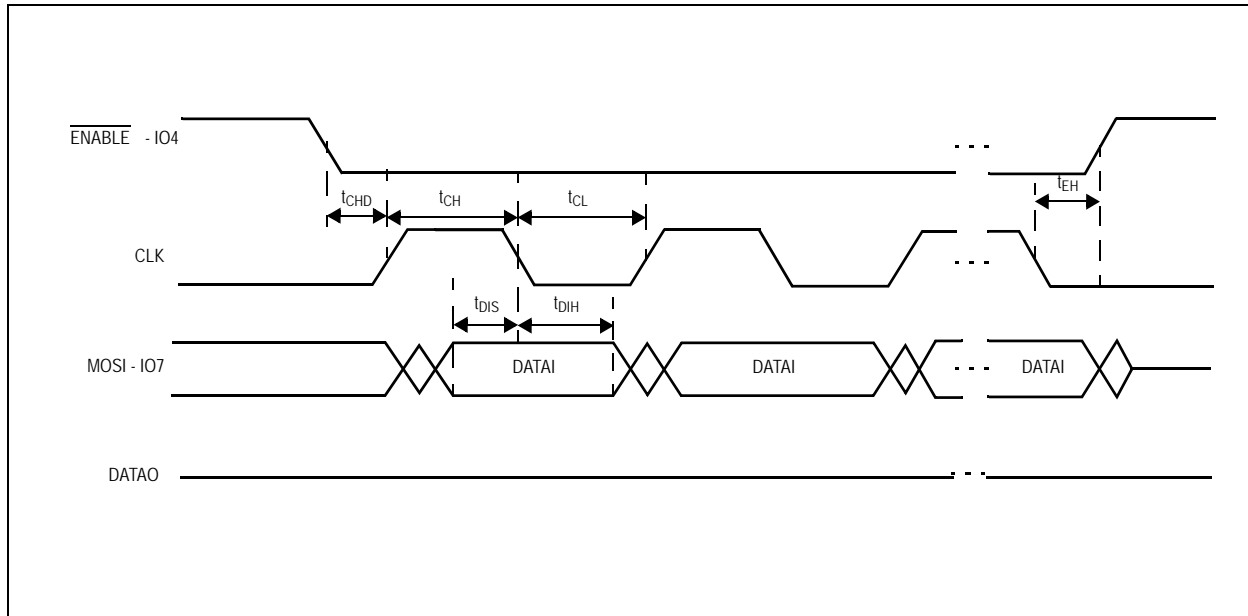 ENABLE - IO4
tCHD tCH tCL tEH
CLK
tDIS tDIH
MOSI - IO7 DATAI DATAI DATAI
DATAO